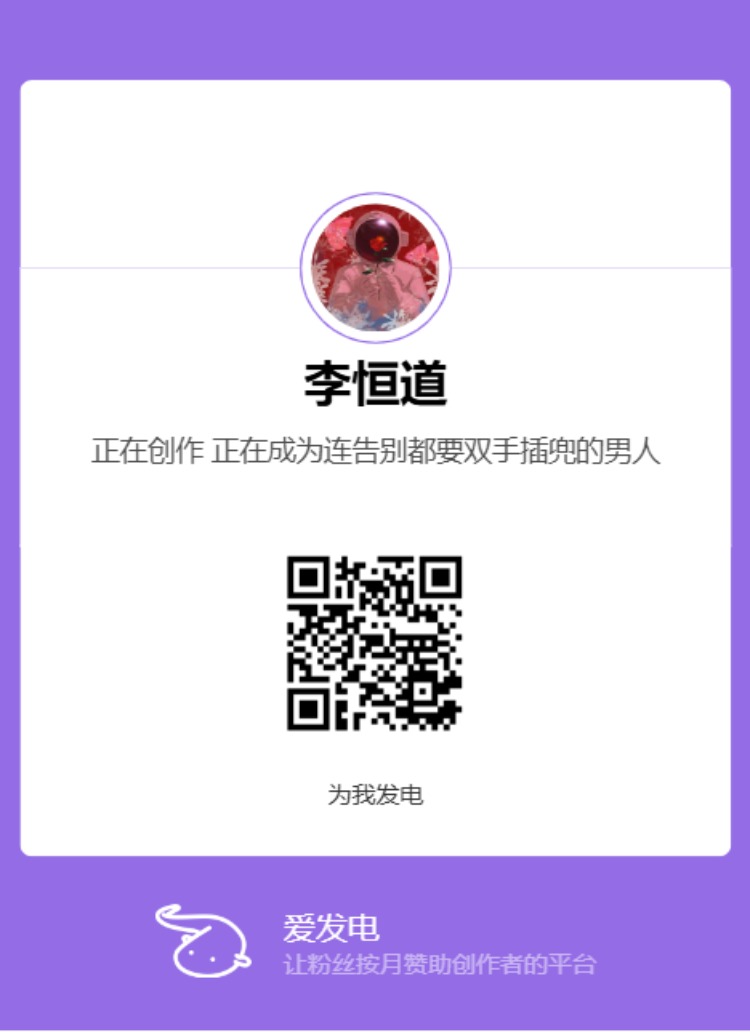 李恒道
正在创作 正在成为连告别都要双手插兜的男人
为我发电
爱发电
让粉丝按月赞助创作者的平台